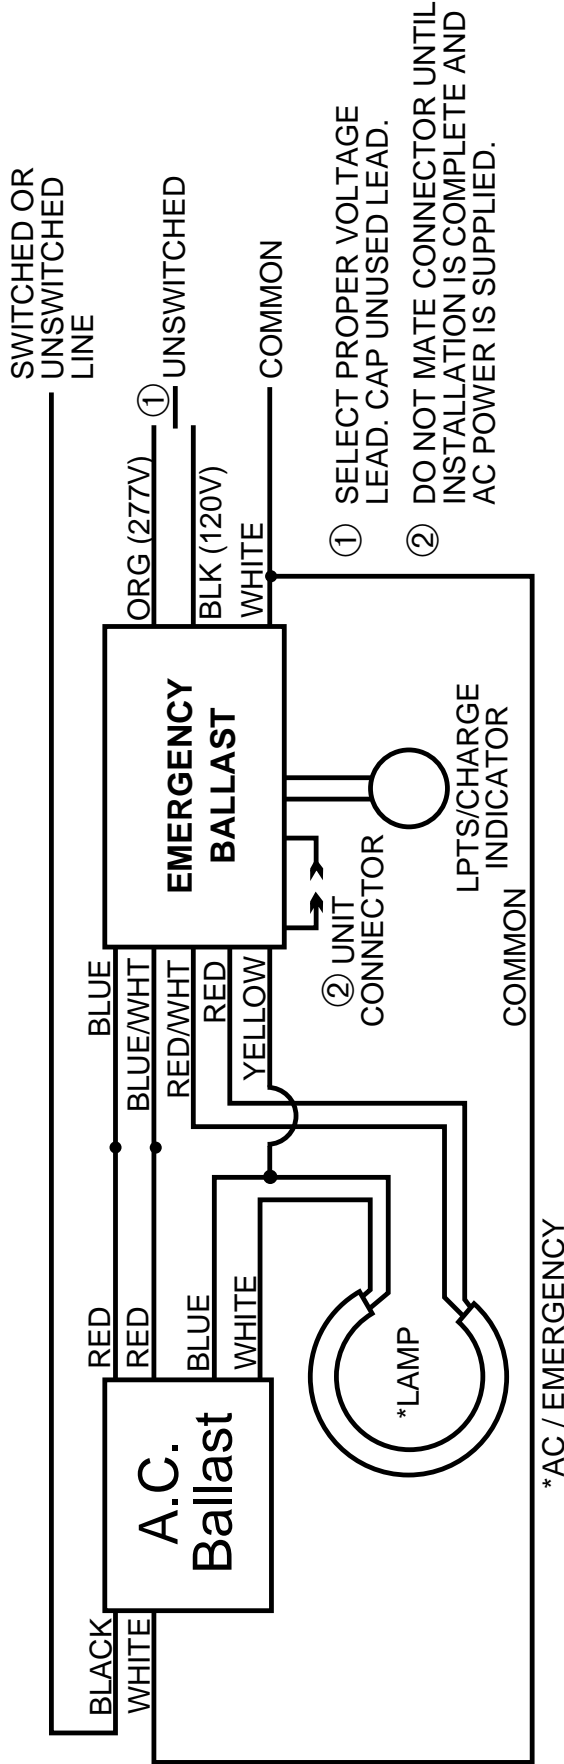 SWITCHED OR
UNSWITCHED
LINE
① UNSWITCHED
COMMON
ORG (277V)
BLK (120V)
WHITE
① SELECT PROPER VOLTAGE
LEAD. CAP UNUSED LEAD.
② DO NOT MATE CONNECTOR UNTIL
INSTALLATION IS COMPLETE AND
AC POWER IS SUPPLIED.
EMERGENCY
BALLAST
LPTS/CHARGE
INDICATOR
② UNIT
CONNECTOR
COMMON
BLUE
BLUE/WHT
RED/WHT
RED
YELLOW
RED
RED
BLUE
WHITE
*LAMP
A.C.
Ballast
BLACK
WHITE
*AC / EMERGENCY